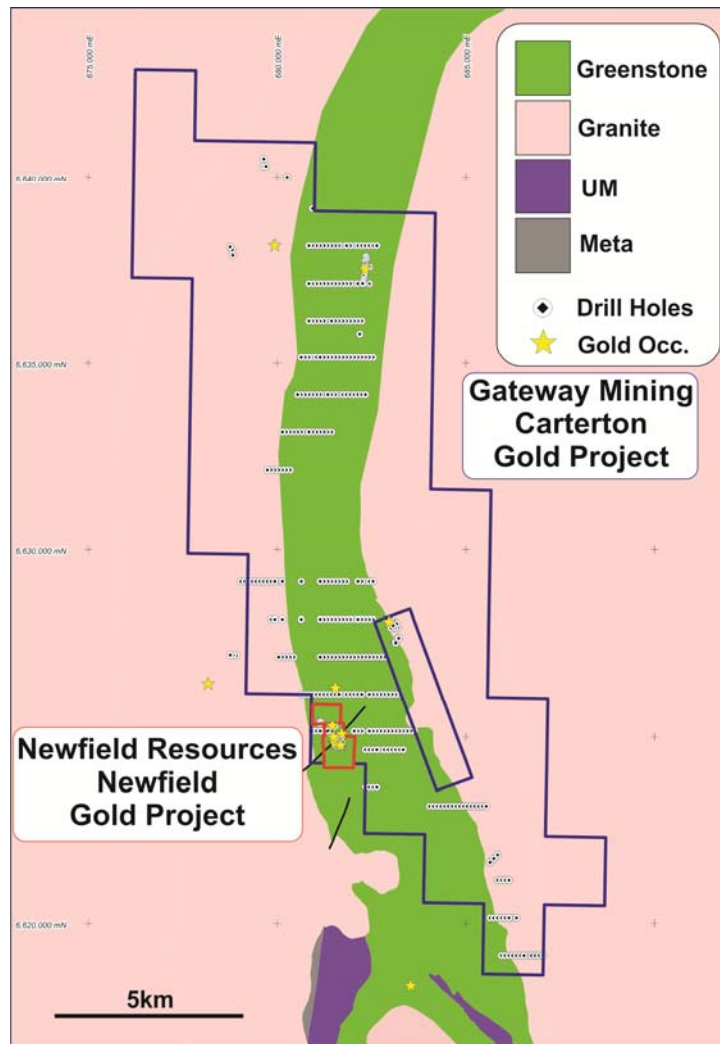 675,000 mE
680,000 mE
685,000 mE
Greenstone
Granite
UM
Meta
Drill Holes
Gold Occ.
6,640,000 mN
6,635,000 mN
Gateway Mining
Carterton
Gold Project
6,630,000 mN
Newfield Resources
Newfield
Gold Project
6,620,000 mN
5km